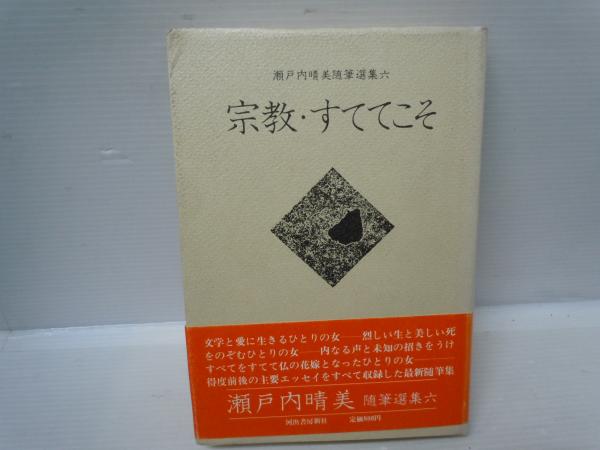 瀬戸内晴美随筆選集六
宗教・すててこそ
文学と愛に生きるひとりの女――烈しい生と美しい死
をのぞむひとりの女――内なる声と未知の招きをうけ
すべてをすてて仏の花嫁となったひとりの女――
得度前後の主要エッセイをすべて収録した最新随筆集
瀬戸内晴美 随筆選集六
河出書房新社 定価980円